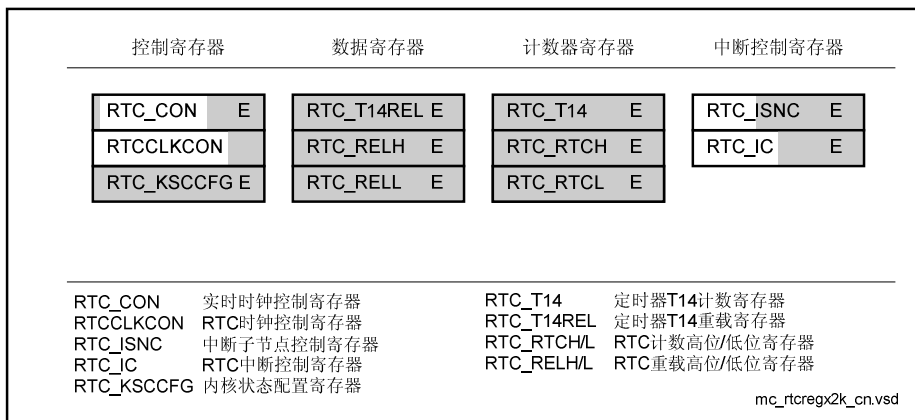 控制寄存器 数据寄存器 计数器寄存器 中断控制寄存器
RTC_CON E RTC_T14REL E RTC_T14 E RTC_ISNC E
RTCCLKCON RTC_RELH E RTC_RTCH E RTC_IC E
RTC_KSCCFG E RTC_RELL E RTC_RTCL E
RTC_CON 实时时钟控制寄存器 RTC_T14 定时器T14计数寄存器
RTCCLKCON RTC时钟控制寄存器 RTC_T14REL 定时器T14重载寄存器
RTC_ISNC 中断子节点控制寄存器 RTC_RTCH/L RTC计数高位/低位寄存器
RTC_IC RTC中断控制寄存器 RTC_RELH/L RTC重载高位/低位寄存器
RTC_KSCCFG 内核状态配置寄存器
mc_rtcregx2k_cn.vsd